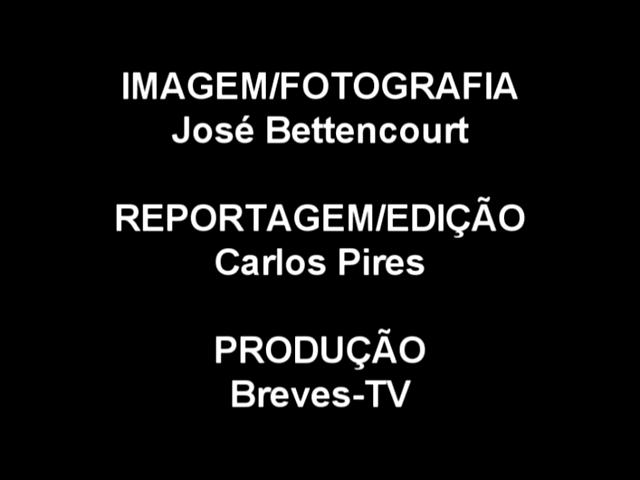 IMAGEM/FOTOGRAFIA
José Bettencourt
REPORTAGEM/EDIÇÃO
Carlos Pires
PRODUÇÃO
Breves-TV